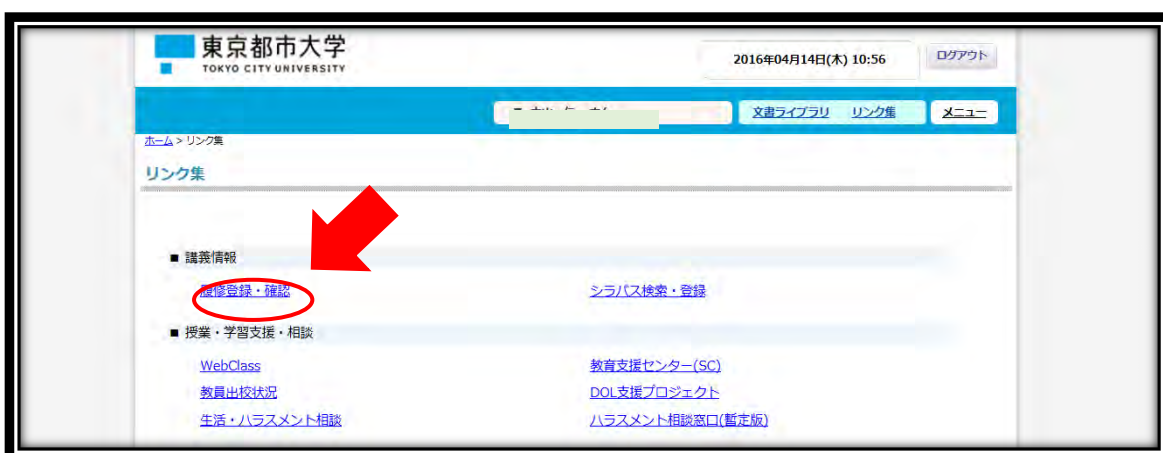 東京都市大学
TOKYO CITY UNIVERSITY
2016年04月14日(木) 10:56
ログアウト
文書ライブラリ リンク集 メニュー
ホーム > リンク集
リンク集
■ 講義情報
履修登録・確認 シラバス検索・登録
■ 授業・学習支援・相談
WebClass 教育支援センター(SC)
教員出校状況 DOL支援プロジェクト
生活・ハラスメント相談 ハラスメント相談窓口(暫定版)